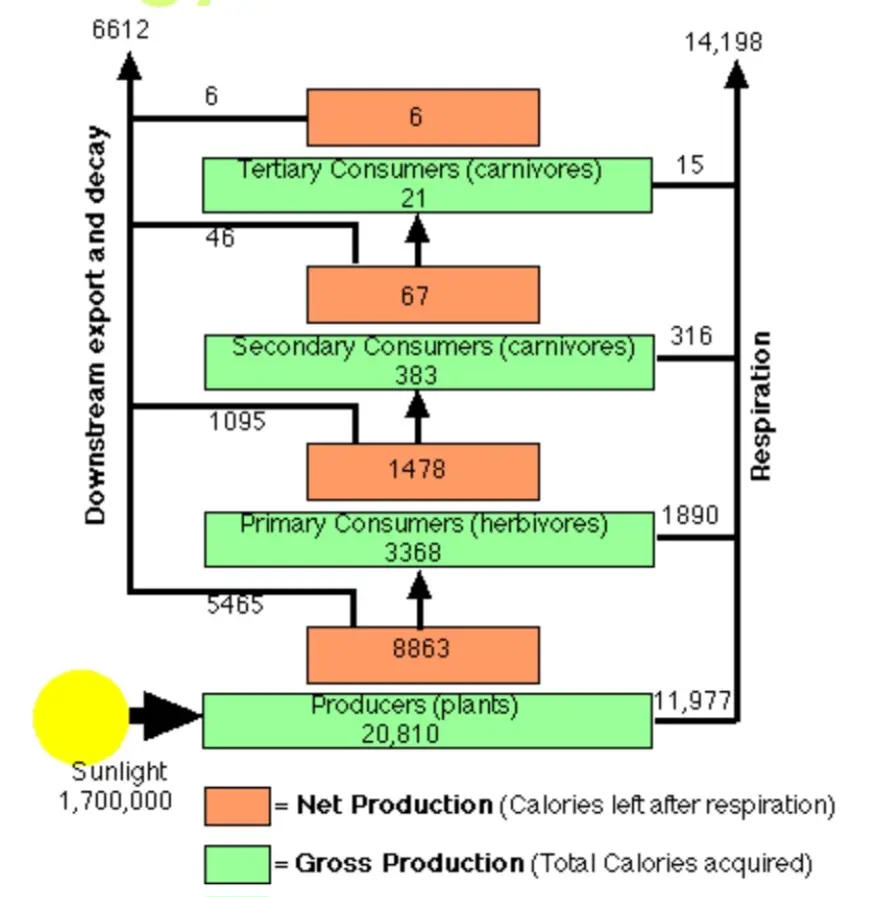 6612
14,198
6
6
Tertiary Consumers (carnivores)
21
15
46
67
Secondary Consumers (carnivores)
383
316
1095
1478
Primary Consumers (herbivores)
3368
1890
5465
8863
Producers (plants)
20,810
11,977
Downstream export and decay
Respiration
Sunlight
1,700,000
= Net Production (Calories left after respiration)
= Gross Production (Total Calories acquired)